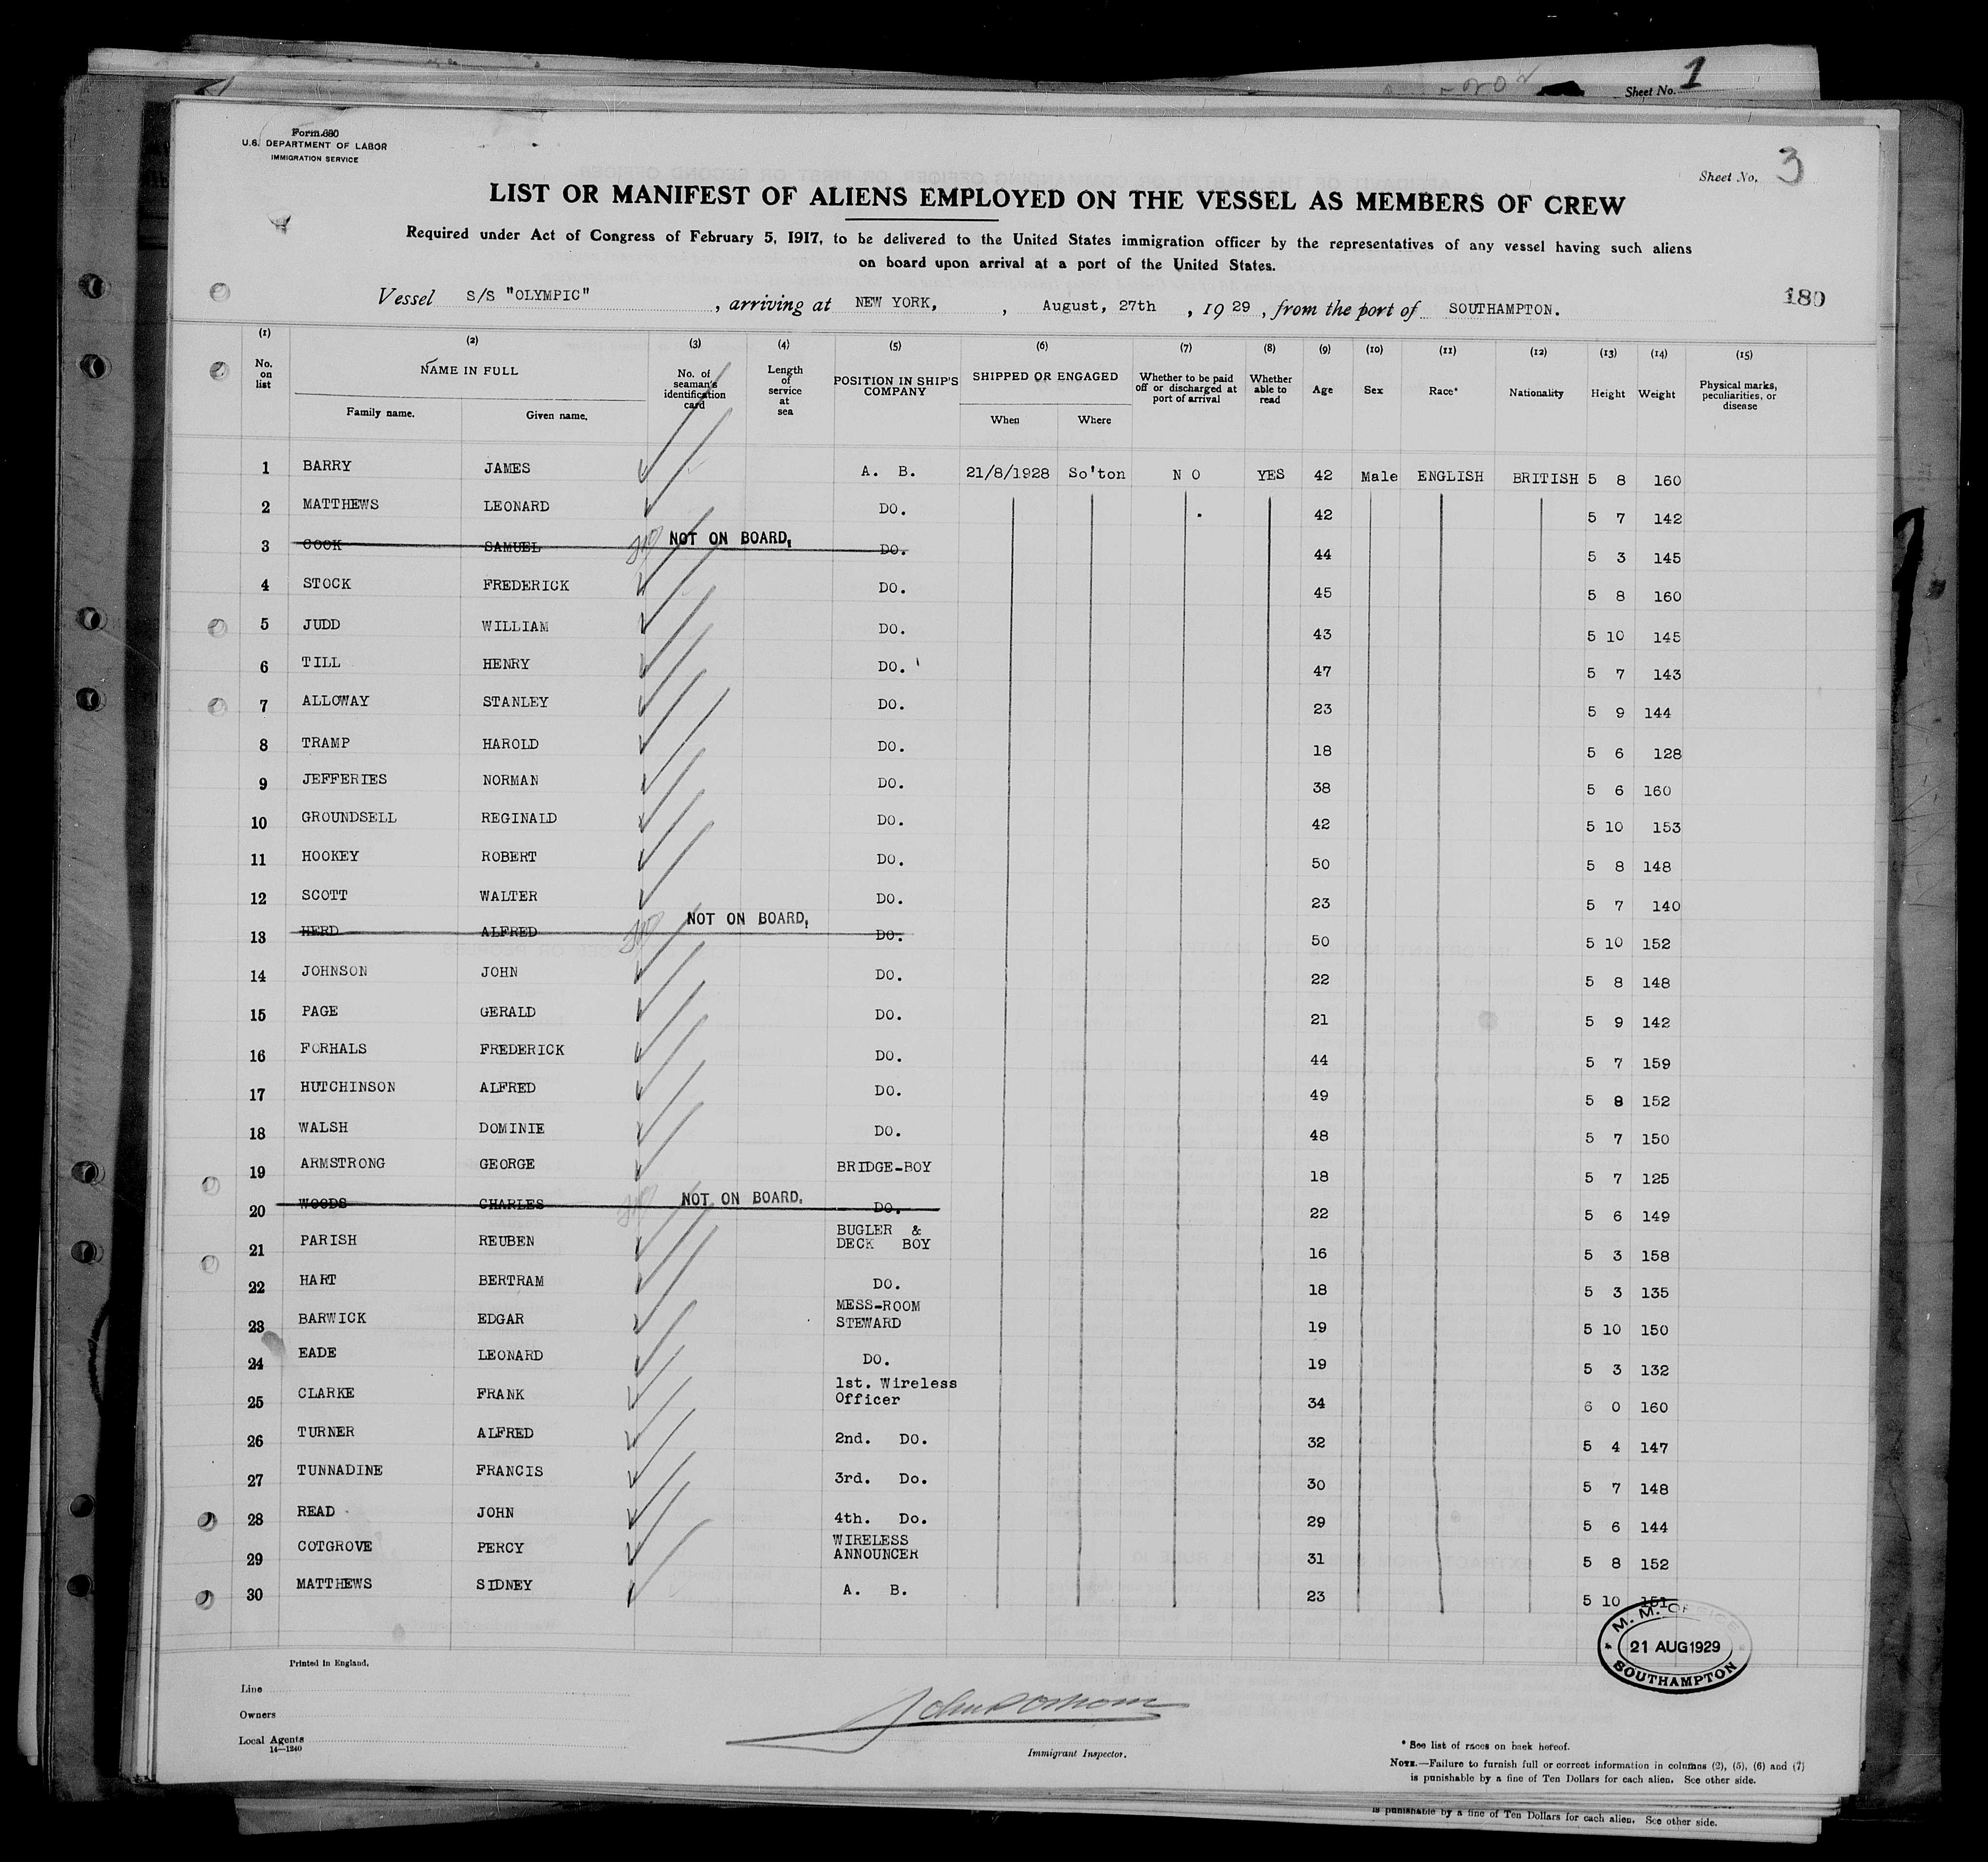 Sheet No. 1
Form 680
U.S. DEPARTMENT OF LABOR
IMMIGRATION SERVICE
Sheet No. 3
LIST OR MANIFEST OF ALIENS EMPLOYED ON THE VESSEL AS MEMBERS OF CREW
Required under Act of Congress of February 5, 1917, to be delivered to the United States immigration officer by the representatives of any vessel having such aliens
on board upon arrival at a port of the United States.
Vessel S/S "OLYMPIC", arriving at NEW YORK, , August, 27th, 1929, from the port of SOUTHAMPTON.
180
(1) (2) (3) (4) (5) (6) (7) (8) (9) (10) (11) (12) (13) (14) (15)
No. on list NAME IN FULL Family name. Given name. No. of seaman's identification card Length of service at sea POSITION IN SHIP'S COMPANY SHIPPED OR ENGAGED When Where Whether to be paid off or discharged at port of arrival Whether able to read Age Sex Race* Nationality Height Weight Physical marks, peculiarities, or disease
1 BARRY JAMES A. B. 21/8/1928 So'ton NO YES 42 Male ENGLISH BRITISH 5 8 160
2 MATTHEWS LEONARD DO. 42 5 7 142
3 COOK SAMUEL NOT ON BOARD, DO. 44 5 3 145
4 STOCK FREDERICK DO. 45 5 8 160
5 JUDD WILLIAM DO. 43 5 10 145
6 TILL HENRY DO. 47 5 7 143
7 ALLOWAY STANLEY DO. 23 5 9 144
8 TRAMP HAROLD DO. 18 5 6 128
9 JEFFERIES NORMAN DO. 38 5 6 160
10 GROUNDSELL REGINALD DO. 42 5 10 153
11 HOOKEY ROBERT DO. 50 5 8 148
12 SCOTT WALTER DO. 23 5 7 140
13 HERD ALFRED NOT ON BOARD, DO. 50 5 10 152
14 JOHNSON JOHN DO. 22 5 8 148
15 PAGE GERALD DO. 21 5 9 142
16 FORHALS FREDERICK DO. 44 5 7 159
17 HUTCHINSON ALFRED DO. 49 5 8 152
18 WALSH DOMINIE DO. 48 5 7 150
19 ARMSTRONG GEORGE BRIDGE-BOY 18 5 7 125
20 WOODS CHARLES NOT ON BOARD, DO. 22 5 6 149
21 PARISH REUBEN BUGLER & DECK BOY 16 5 3 158
22 HART BERTRAM DO. 18 5 3 135
23 BARWICK EDGAR MESS-ROOM STEWARD 19 5 10 150
24 EADE LEONARD DO. 19 5 3 132
25 CLARKE FRANK 1st. Wireless Officer 34 6 0 160
26 TURNER ALFRED 2nd. DO. 32 5 4 147
27 TUNNADINE FRANCIS 3rd. Do. 30 5 7 148
28 READ JOHN 4th. Do. 29 5 6 144
29 COTGROVE PERCY WIRELESS ANNOUNCER 31 5 8 152
30 MATTHEWS SIDNEY A. B. 23 5 10 151
M. M. OFFICE
21 AUG 1929
SOUTHAMPTON
Printed in England.
Line
Owners
Local Agents
14—1240
Immigrant Inspector.
* See list of races on back hereof.
NOTE.—Failure to furnish full or correct information in columns (2), (5), (6) and (7)
is punishable by a fine of Ten Dollars for each alien. See other side.
is punishable by a fine of Ten Dollars for each alien. See other side.